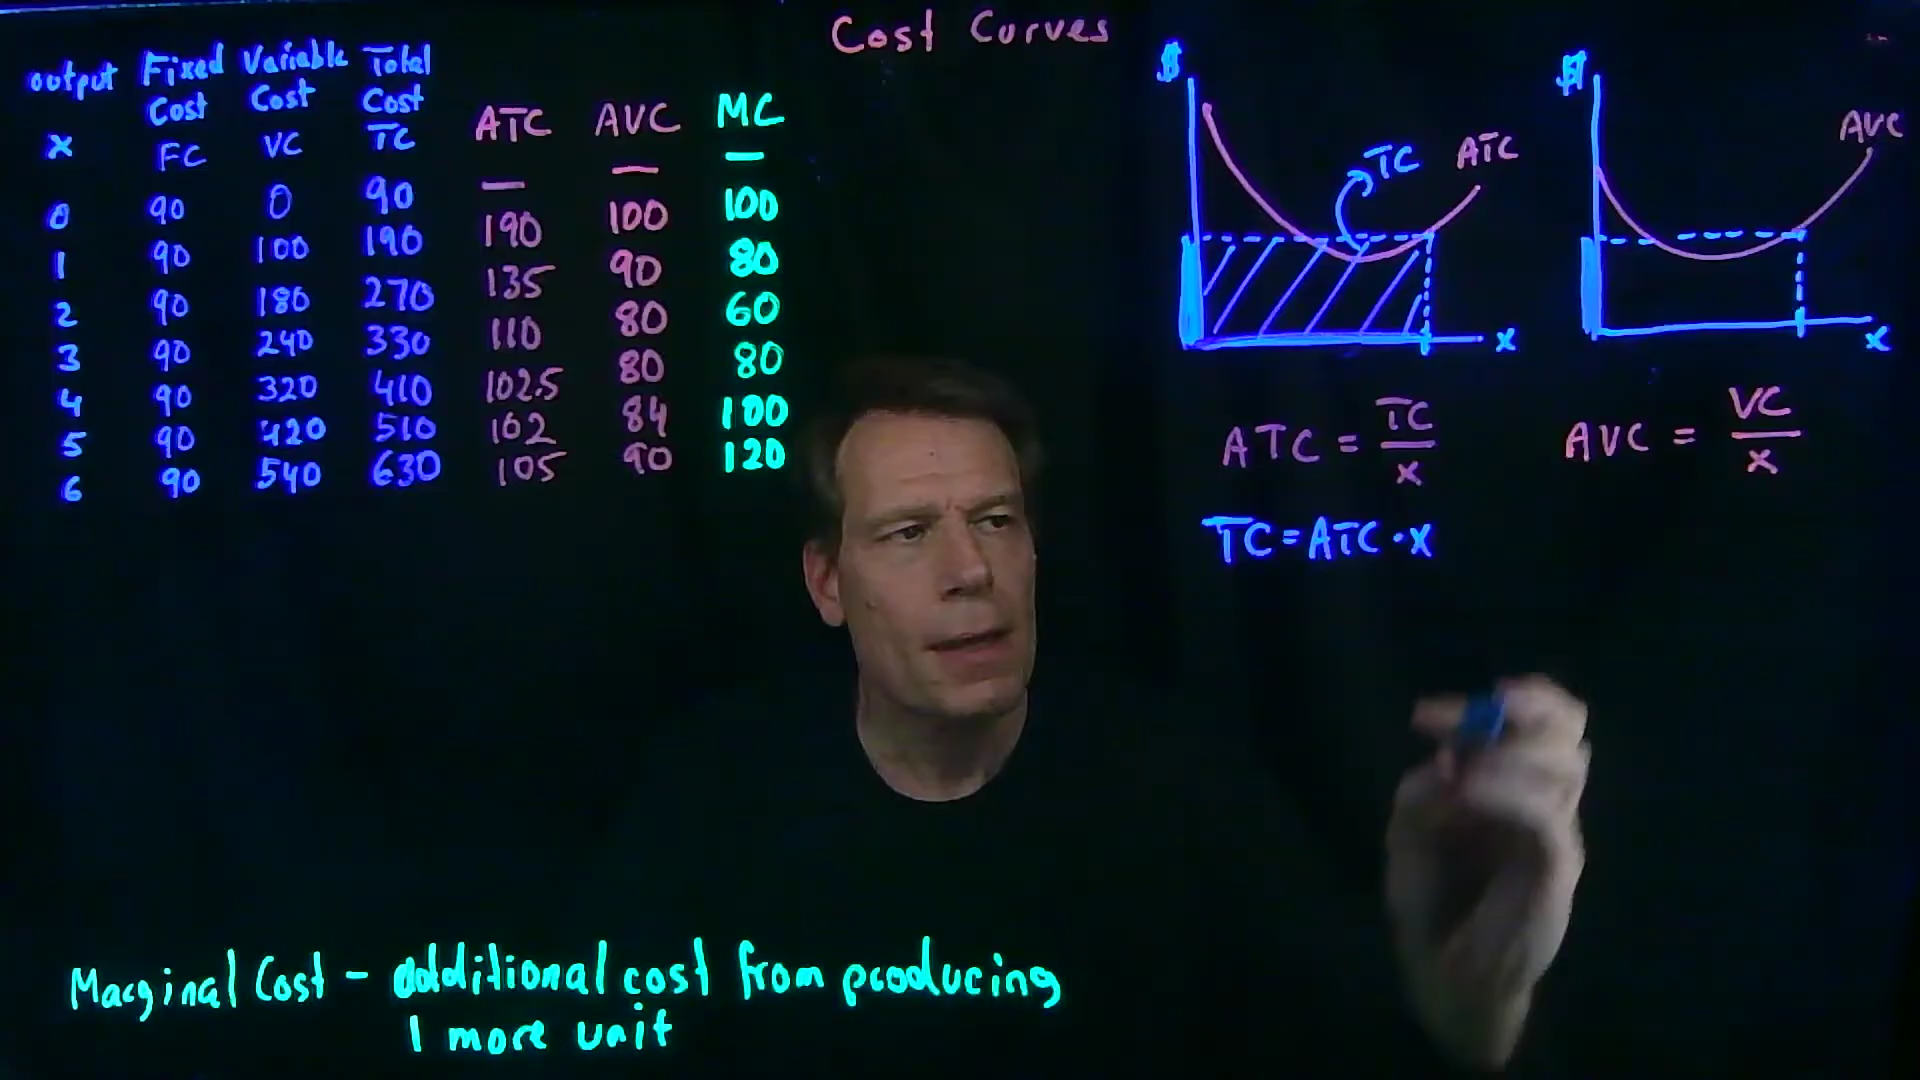 Cost Curves
output Fixed Cost Variable Cost Total Cost
x FC VC TC ATC AVC MC
0 90 0 90 — — —
1 90 100 190 190 100 100
2 90 180 270 135 90 80
3 90 240 330 110 80 60
4 90 320 410 102.5 80 80
5 90 420 510 102 84 100
6 90 540 630 105 90 120
$ TC ATC x
$ AVC x
ATC = TC/x
AVC = VC/x
TC = ATC · x
Marginal Cost - additional cost from producing
1 more unit